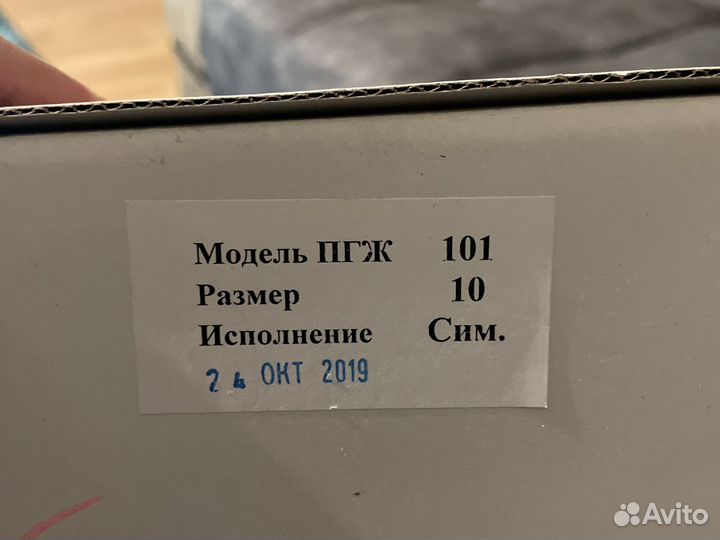 Модель ПГЖ 101
Размер 10
Исполнение Сим.
24 ОКТ 2019
Avito